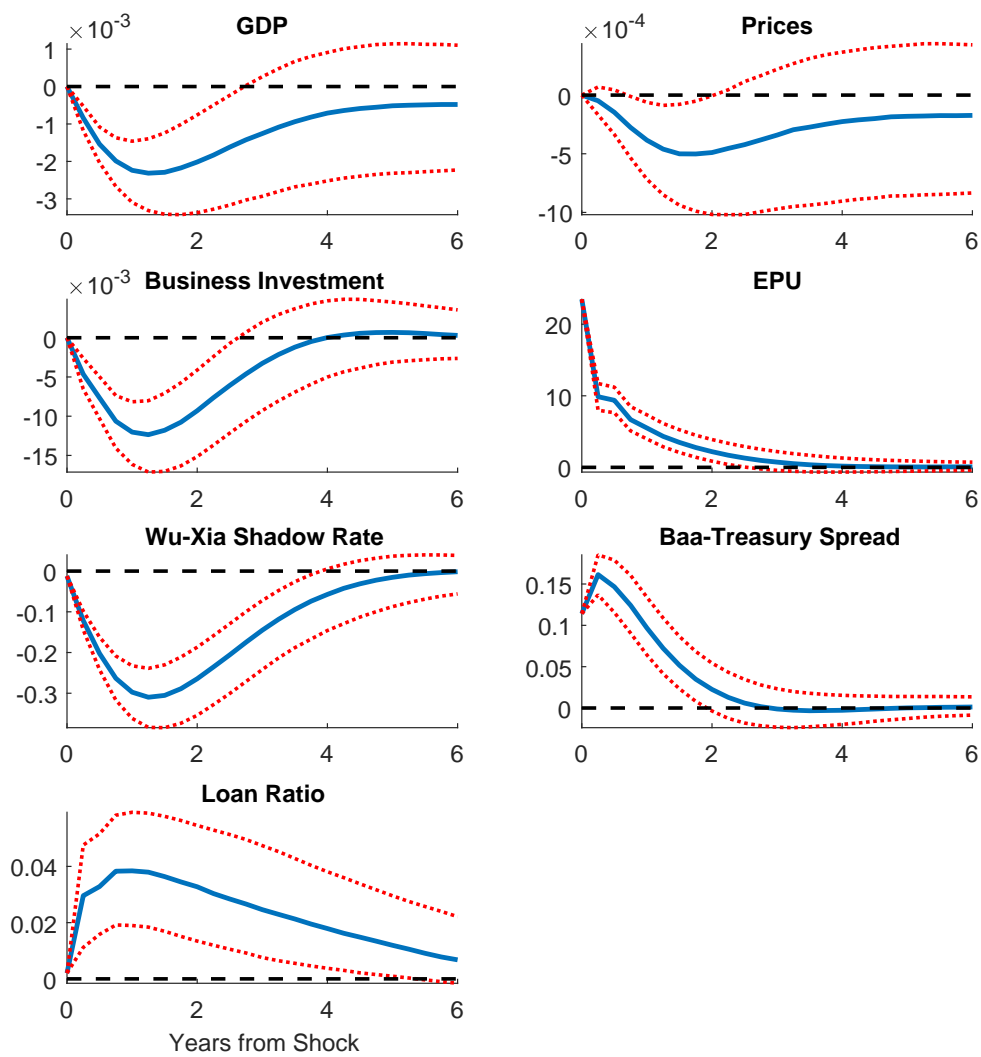 ×10⁻³
GDP
1
0
-1
-2
-3
0 2 4 6
×10⁻⁴
Prices
0
-5
-10
0 2 4 6
×10⁻³
Business Investment
0
-5
-10
-15
0 2 4 6
EPU
20
10
0
0 2 4 6
Wu-Xia Shadow Rate
0
-0.1
-0.2
-0.3
0 2 4 6
Baa-Treasury Spread
0.15
0.1
0.05
0
0 2 4 6
Loan Ratio
0.04
0.02
0
0 2 4 6
Years from Shock